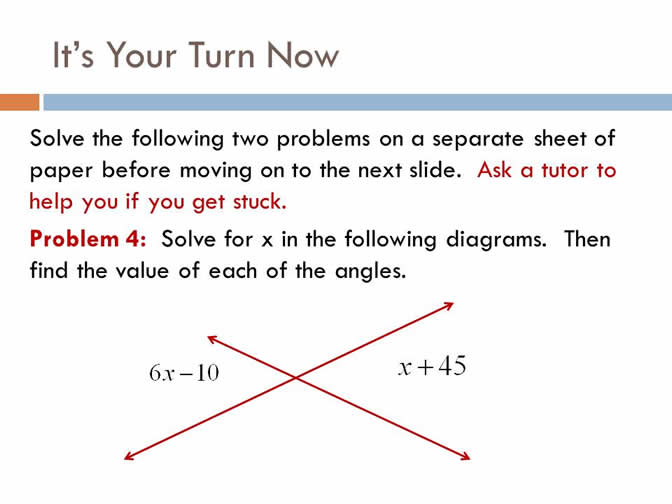 It's Your Turn Now
Solve the following two problems on a separate sheet of
paper before moving on to the next slide. Ask a tutor to
help you if you get stuck.
Problem 4: Solve for x in the following diagrams. Then
find the value of each of the angles.
6x − 10
x + 45